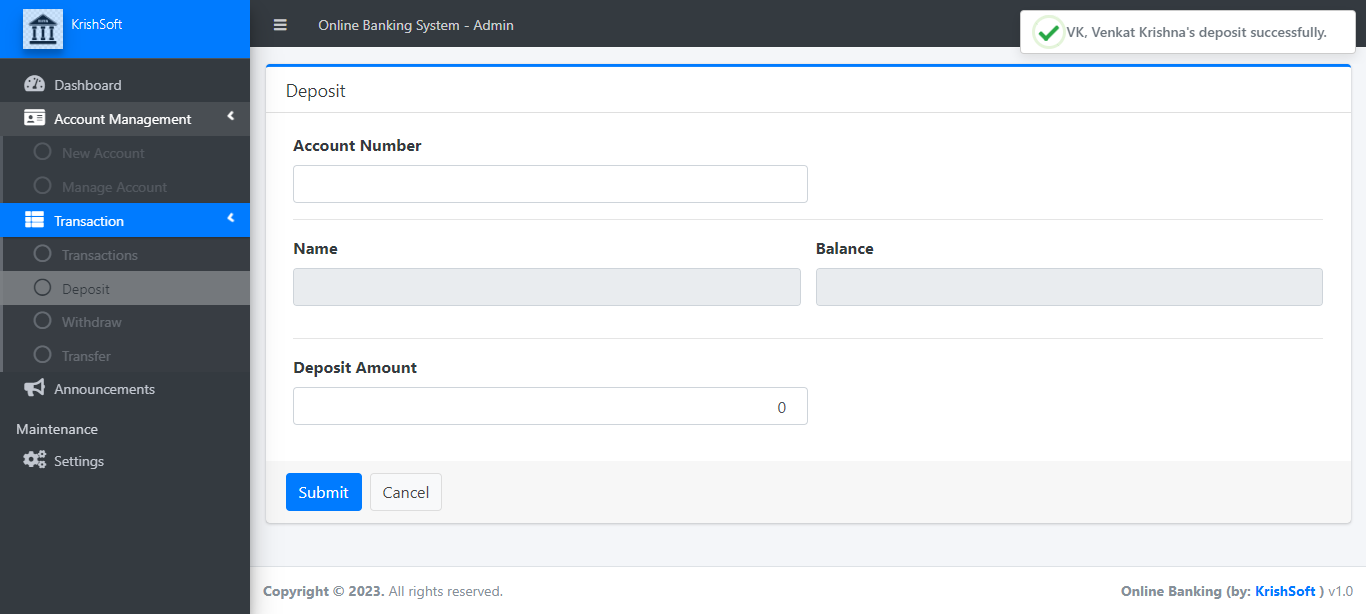 KrishSoft
Online Banking System - Admin
VK, Venkat Krishna's deposit successfully.
Dashboard
Account Management
New Account
Manage Account
Transaction
Transactions
Deposit
Withdraw
Transfer
Announcements
Maintenance
Settings
Deposit
Account Number
Name
Balance
Deposit Amount
0
Submit
Cancel
Copyright © 2023. All rights reserved.
Online Banking (by: KrishSoft ) v1.0